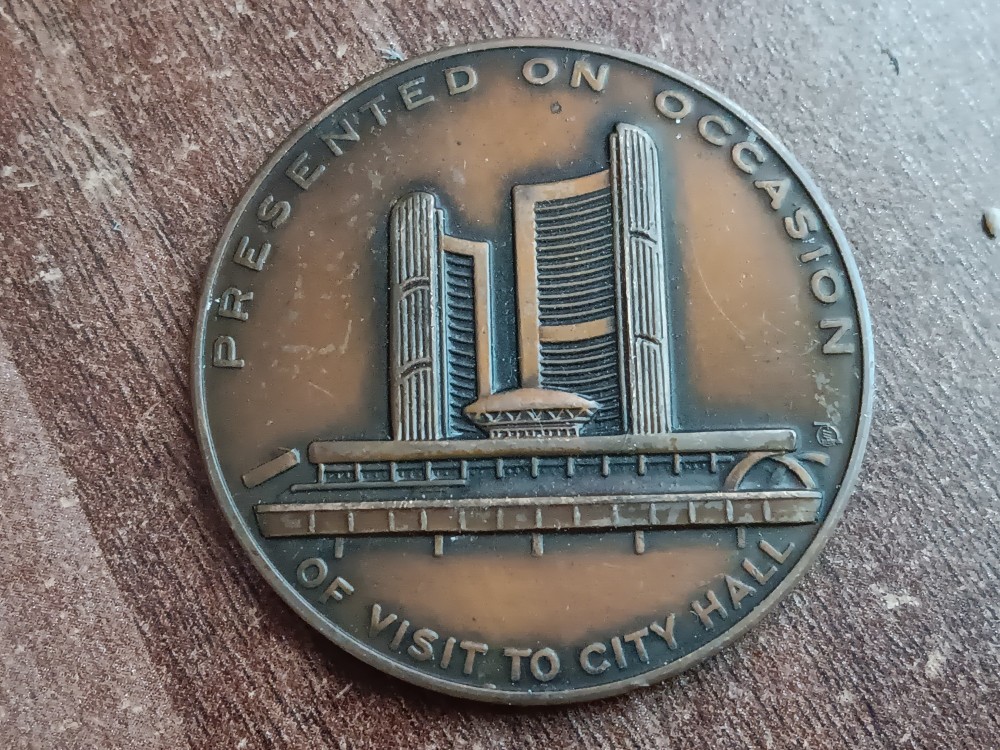 PRESENTED ON OCCASION
OF VISIT TO CITY HALL